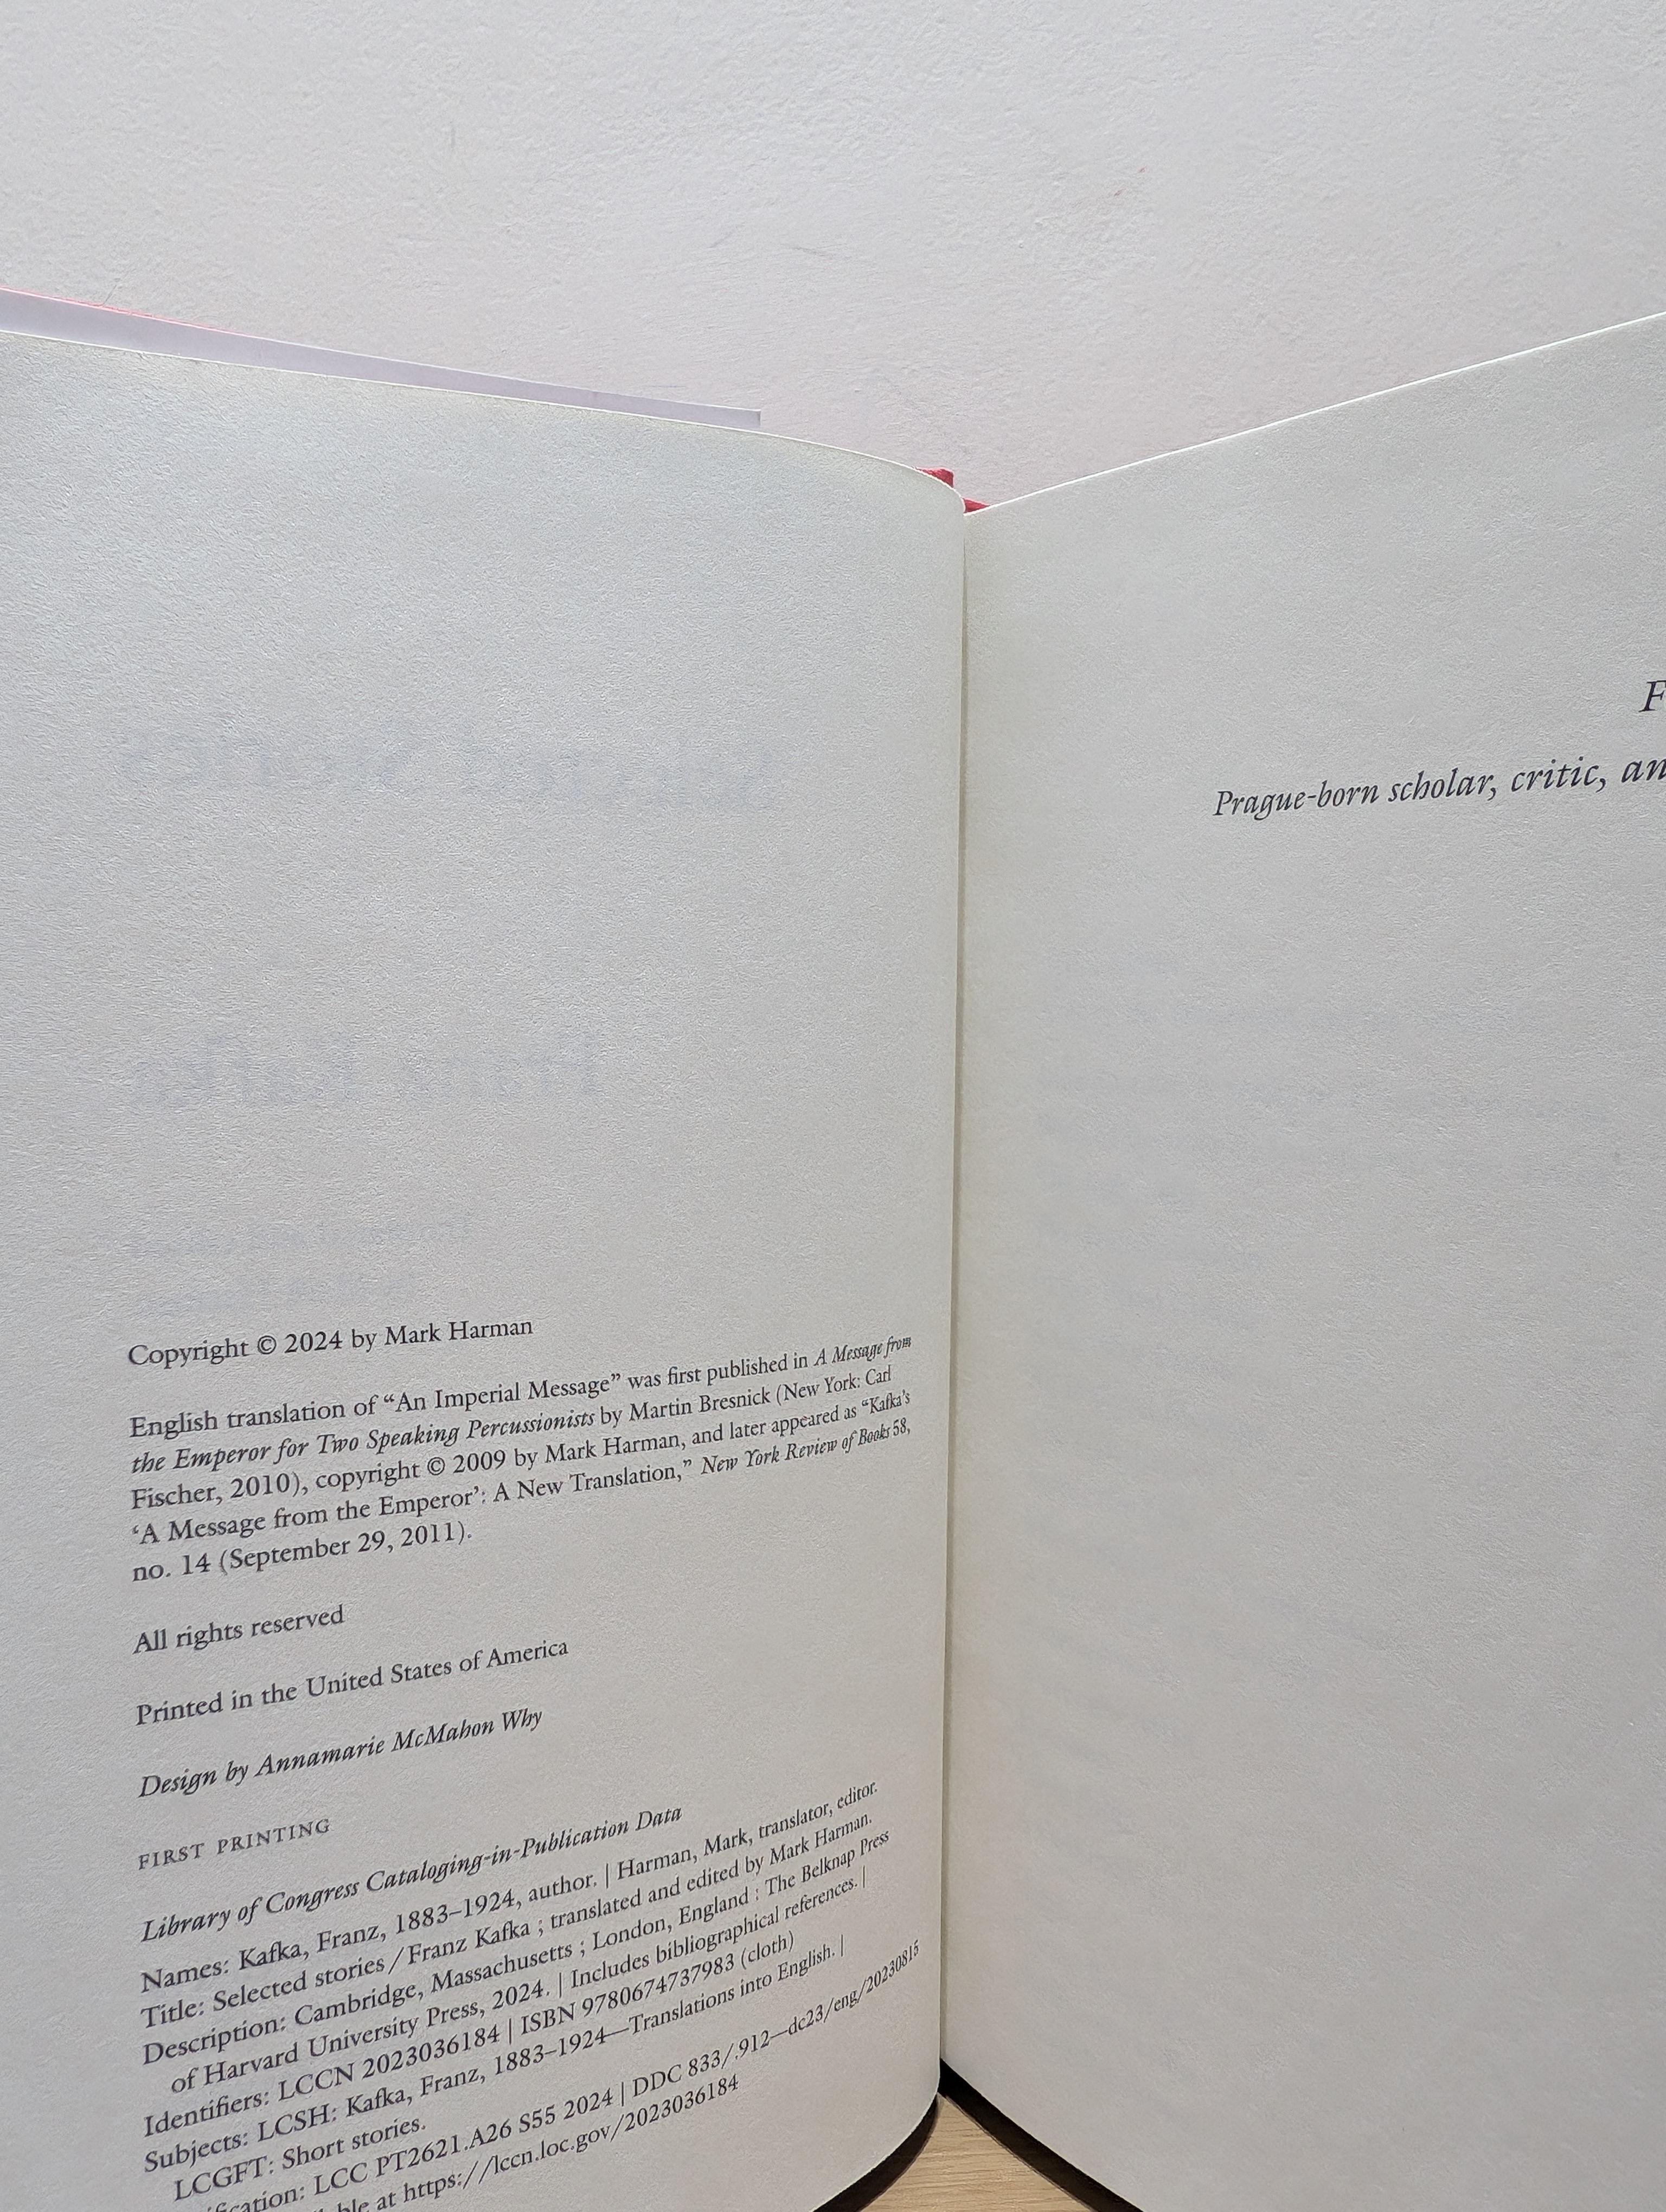 Copyright © 2024 by Mark Harman
English translation of “An Imperial Message” was first published in A Message from
the Emperor for Two Speaking Percussionists by Martin Bresnick (New York: Carl
Fischer, 2010), copyright © 2009 by Mark Harman, and later appeared as “Kafka’s
‘A Message from the Emperor’: A New Translation,” New York Review of Books 58,
no. 14 (September 29, 2011).
All rights reserved
Printed in the United States of America
Design by Annamarie McMahon Why
FIRST PRINTING
Library of Congress Cataloging-in-Publication Data
Names: Kafka, Franz, 1883–1924, author. | Harman, Mark, translator, editor.
Title: Selected stories / Franz Kafka ; translated and edited by Mark Harman.
Description: Cambridge, Massachusetts ; London, England : The Belknap Press
of Harvard University Press, 2024. | Includes bibliographical references. |
Identifiers: LCCN 2023036184 | ISBN 9780674737983 (cloth)
Subjects: LCSH: Kafka, Franz, 1883–1924—Translations into English. |
LCGFT: Short stories.
fication: LCC PT2621.A26 S55 2024 | DDC 833/.912—dc23/eng/20230815
ble at https://lccn.loc.gov/2023036184
F
Prague-born scholar, critic, an